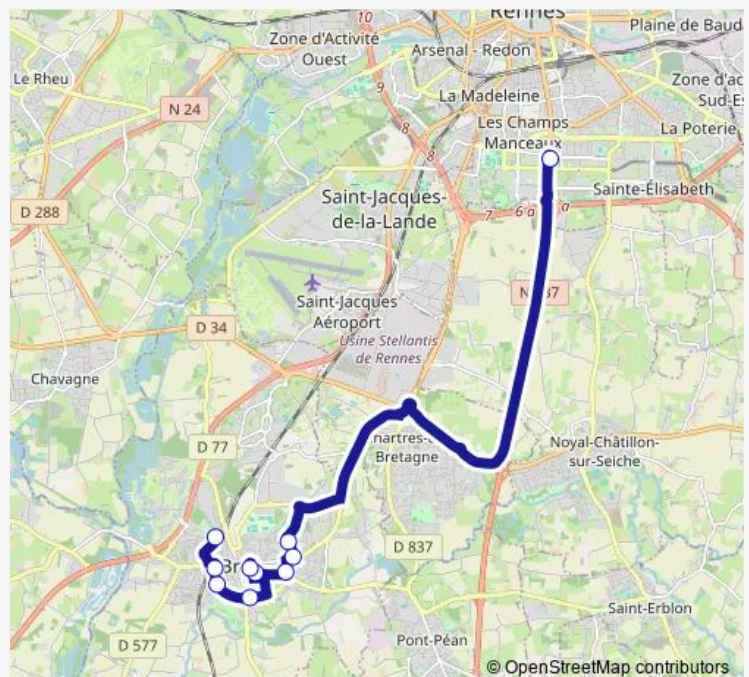 Rennes
10
Zone d'Activité
Ouest
Plaine de Baud
Arsenal - Redon
Le Rheu
9
La Madeleine
Zone d'ac
Sud-E
N 24
8
Les Champs
Manceaux
La Poterie
8
Saint-Jacques-
de-la-Lande
Sainte-Élisabeth
D 288
7
6 a
a
Saint-Jacques
Aéroport
N 37
D 34
Usine Stellantis
de Rennes
Chavagne
hartres-
Bretagne
Noyal-Châtillon-
sur-Seiche
D 77
D 837
Br
Saint-Erblon
D 577
Pont-Péan
© OpenStreetMap contributors